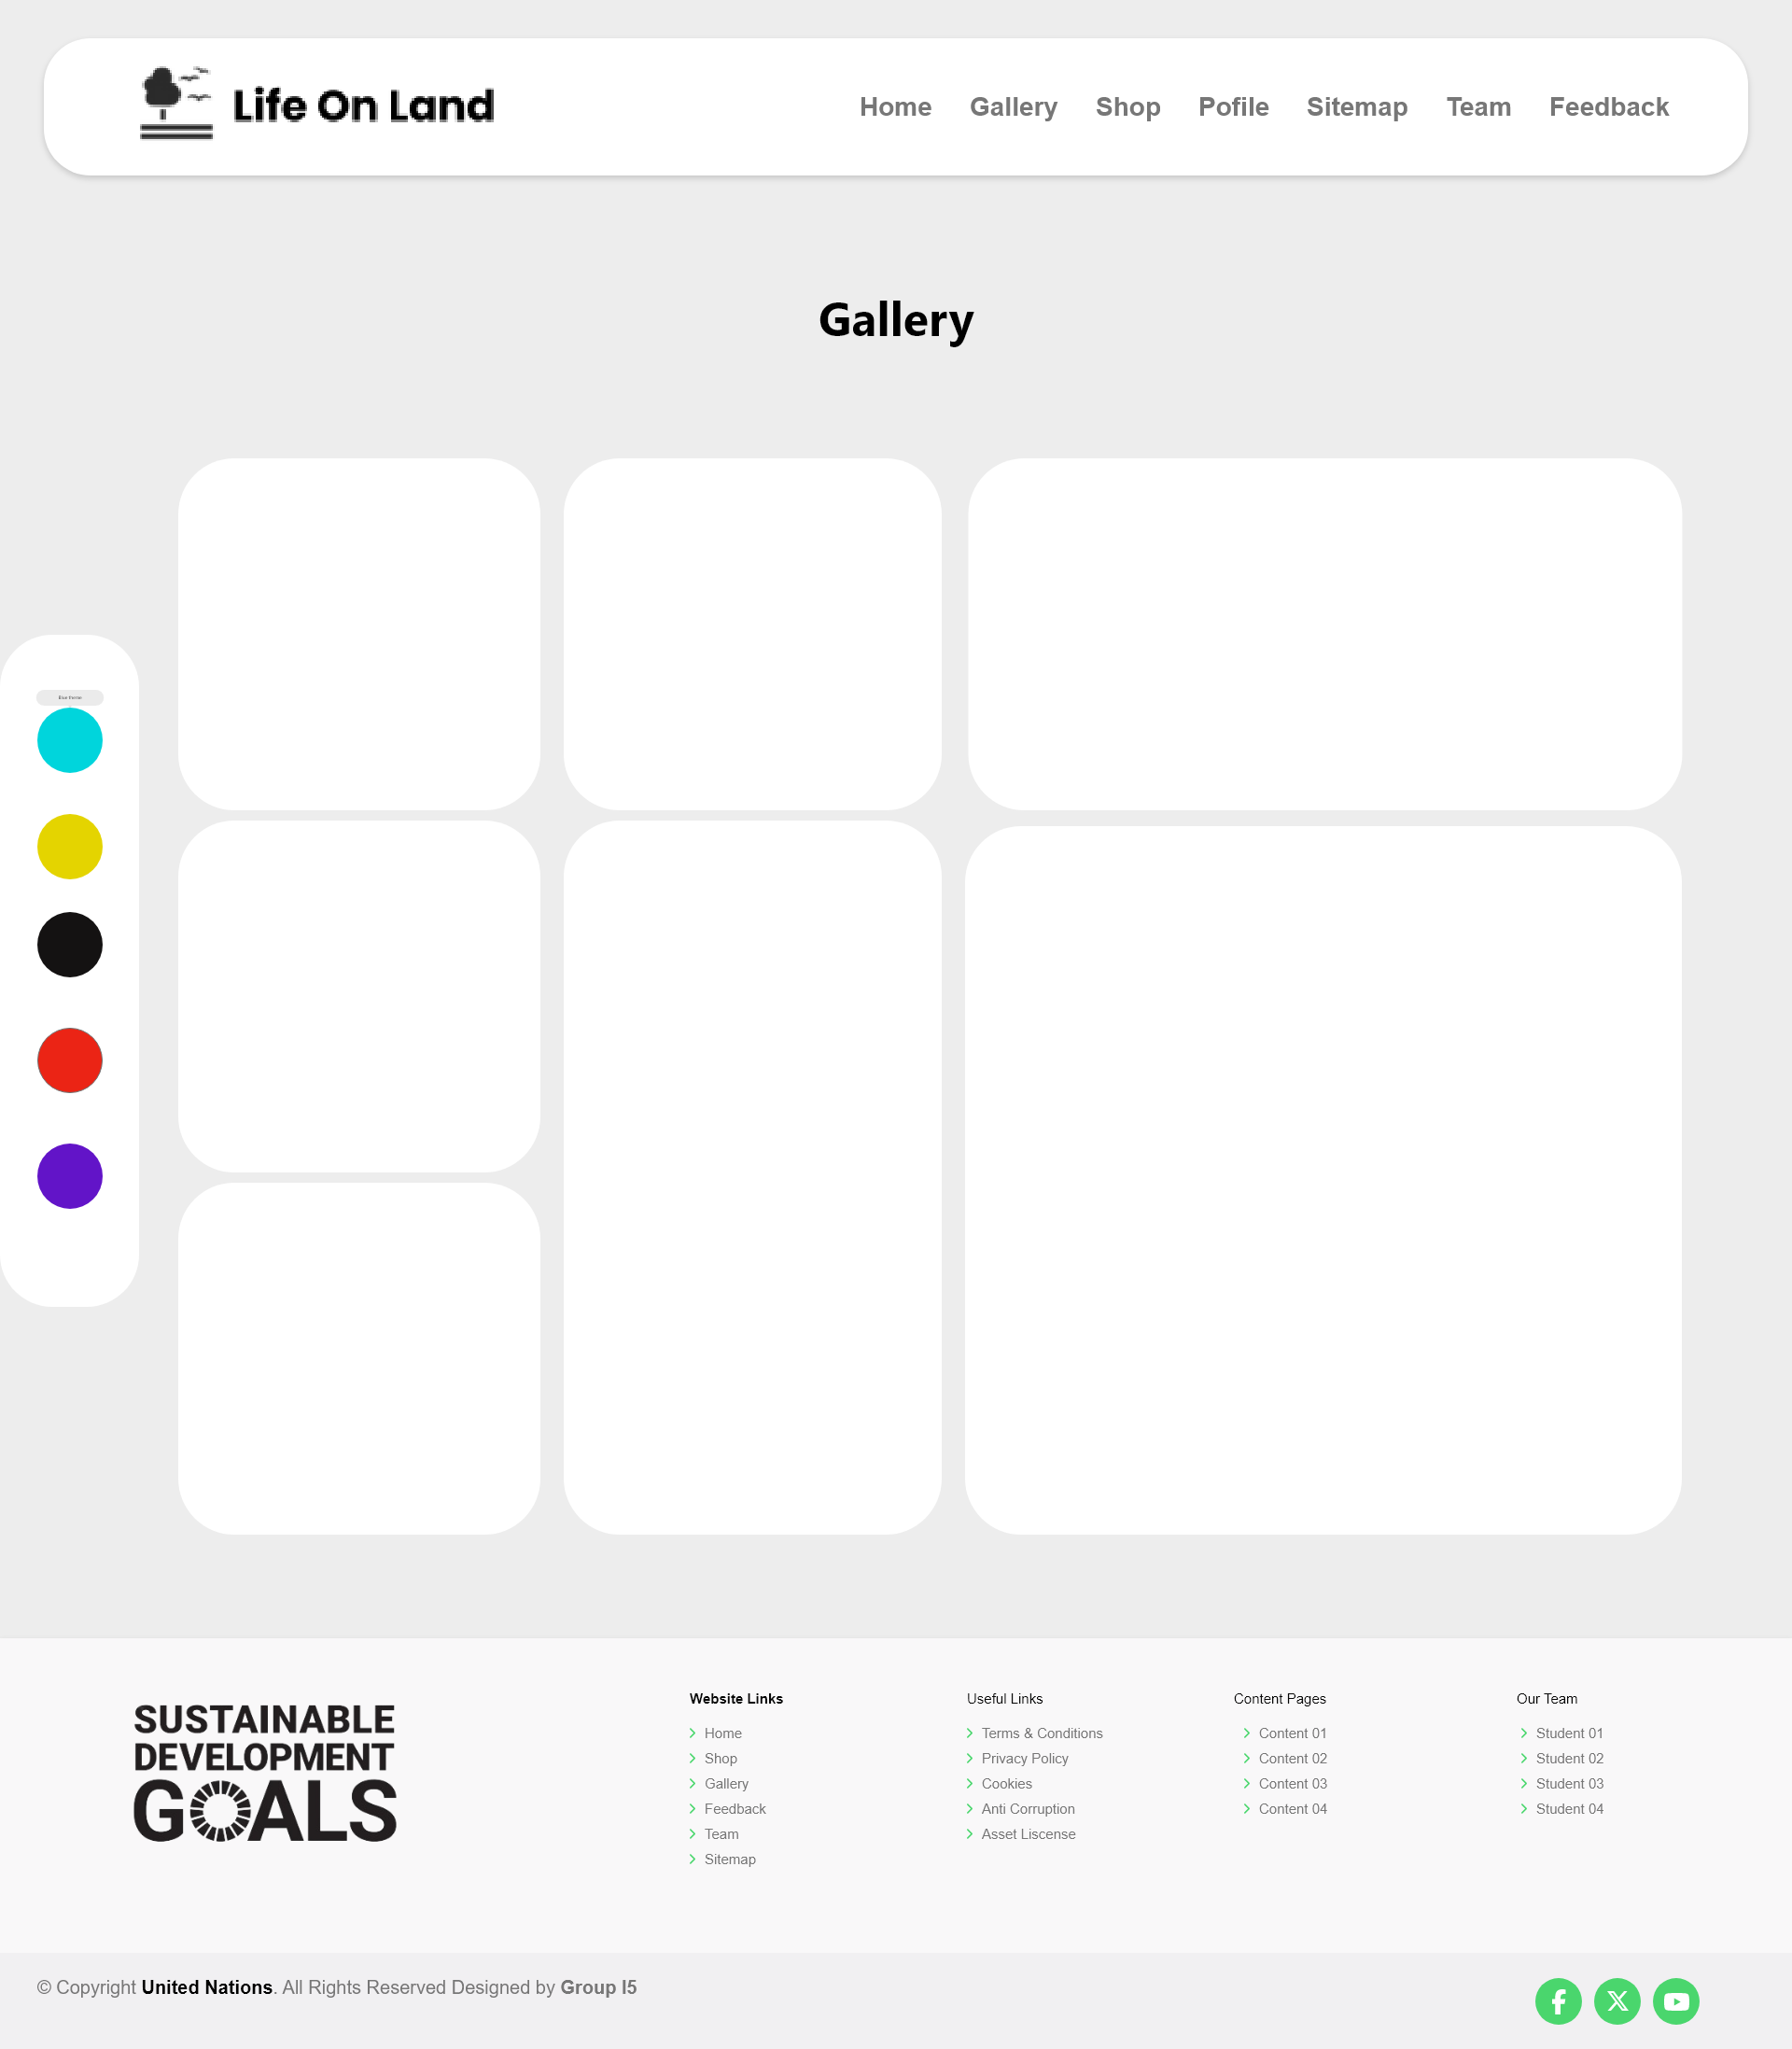 Life On Land
Home Gallery Shop Pofile Sitemap Team Feedback
Gallery
Blue theme
SUSTAINABLE
DEVELOPMENT
GOALS
Website Links
Home
Shop
Gallery
Feedback
Team
Sitemap
Useful Links
Terms & Conditions
Privacy Policy
Cookies
Anti Corruption
Asset Liscense
Content Pages
Content 01
Content 02
Content 03
Content 04
Our Team
Student 01
Student 02
Student 03
Student 04
© Copyright United Nations. All Rights Reserved Designed by Group I5